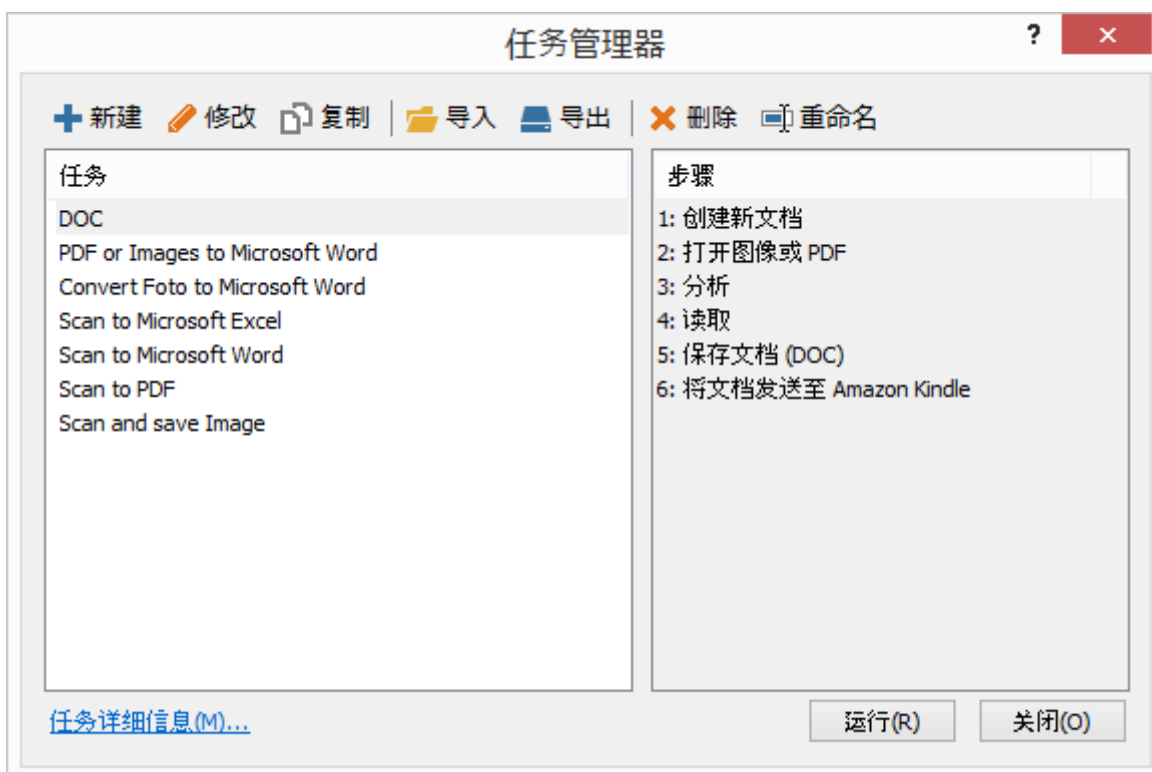 任务管理器 ?
新建 修改 复制 导入 导出 删除 重命名
任务
DOC
PDF or Images to Microsoft Word
Convert Foto to Microsoft Word
Scan to Microsoft Excel
Scan to Microsoft Word
Scan to PDF
Scan and save Image
步骤
1: 创建新文档
2: 打开图像或 PDF
3: 分析
4: 读取
5: 保存文档 (DOC)
6: 将文档发送至 Amazon Kindle
任务详细信息(M)...
运行(R) 关闭(O)